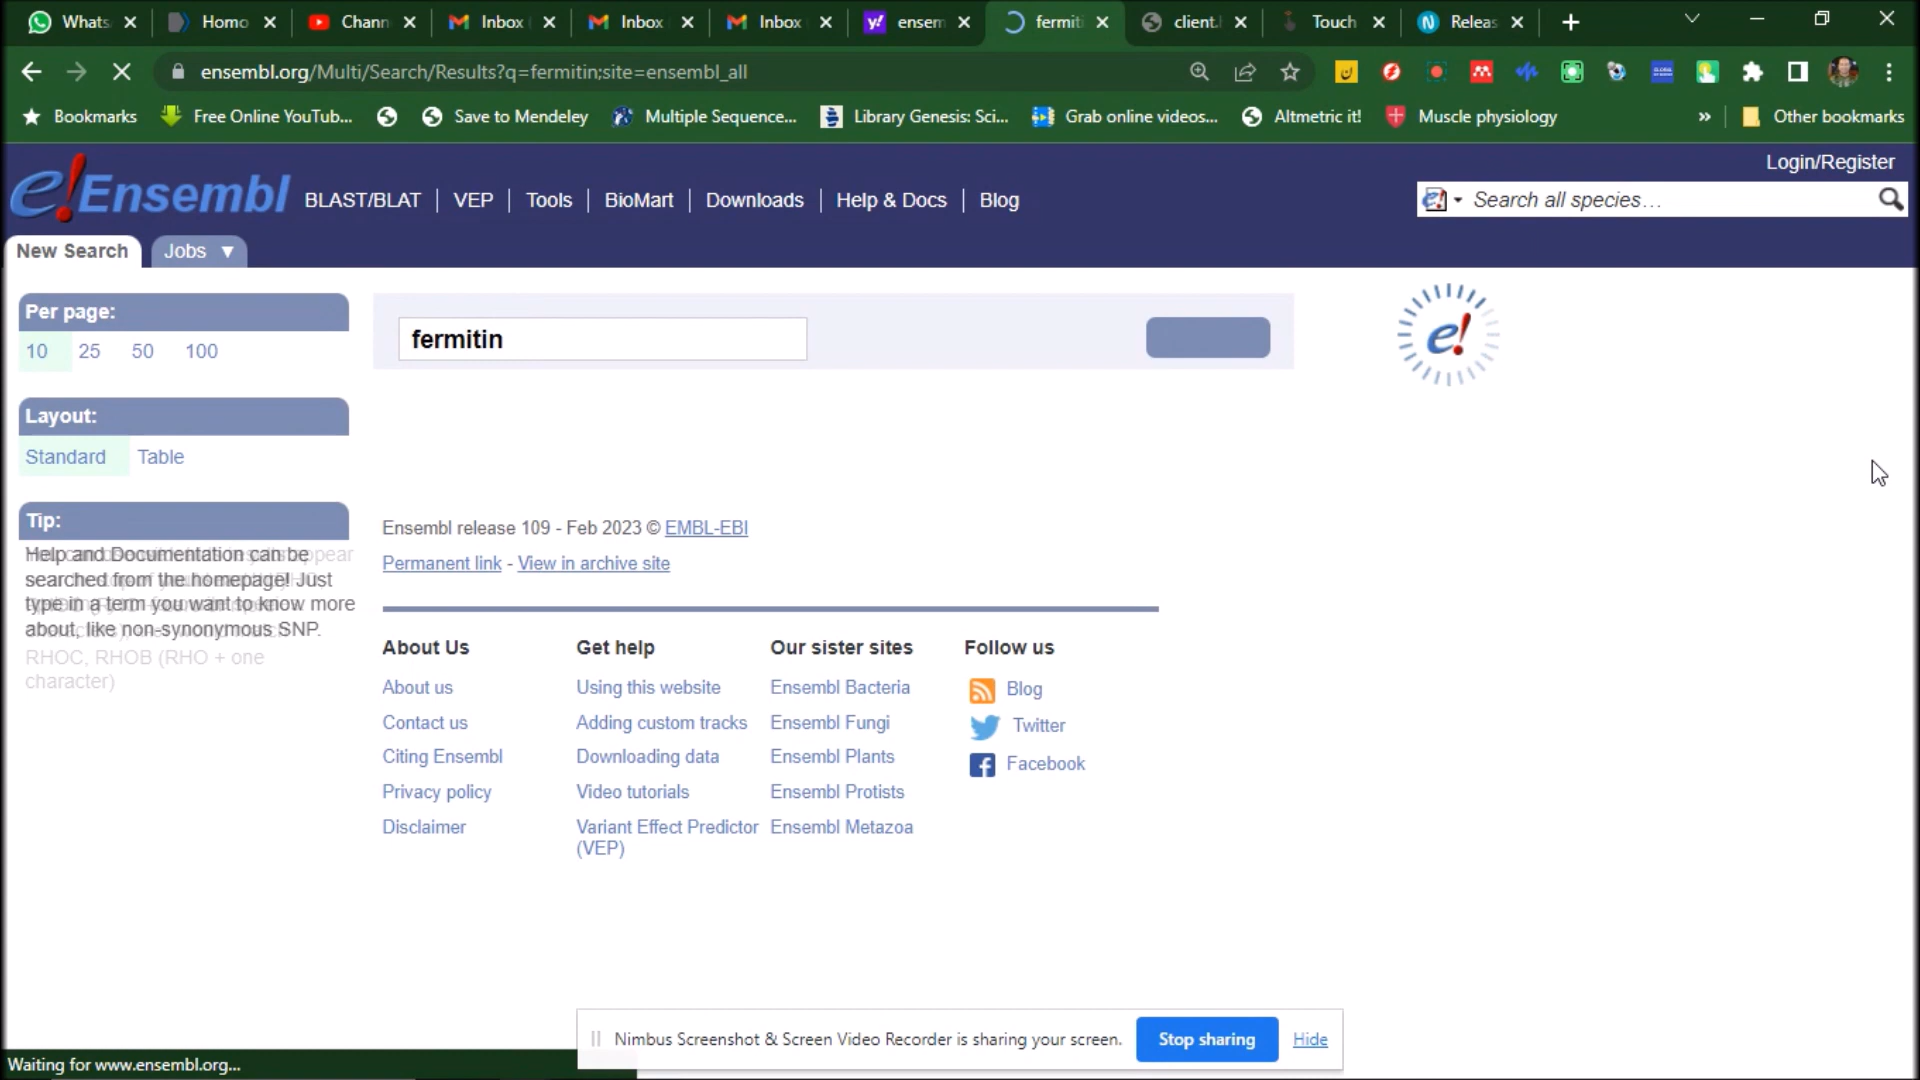 Whats
Homo
Chann
Inbox
Inbox
Inbox
ensem
fermiti
client.
Touch
Releas
ensembl.org/Multi/Search/Results?q=fermitin;site=ensembl_all
Bookmarks
Free Online YouTub...
Save to Mendeley
Multiple Sequence...
Library Genesis: Sci...
Grab online videos...
Altmetric it!
Muscle physiology
»
Other bookmarks
Login/Register
e!Ensembl
BLAST/BLAT | VEP | Tools | BioMart | Downloads | Help & Docs | Blog
Search all species…
New Search
Jobs ▼
Per page:
10 25 50 100
fermitin
e!
Layout:
Standard Table
Tip:
Help and Documentation can be
searched from the homepage! Just
type in a term you want to know more
about, like non-synonymous SNP.
RHOC, RHOB (RHO + one
character)
Ensembl release 109 - Feb 2023 © EMBL-EBI
Permanent link - View in archive site
About Us
About us
Contact us
Citing Ensembl
Privacy policy
Disclaimer
Get help
Using this website
Adding custom tracks
Downloading data
Video tutorials
Variant Effect Predictor
(VEP)
Our sister sites
Ensembl Bacteria
Ensembl Fungi
Ensembl Plants
Ensembl Protists
Ensembl Metazoa
Follow us
Blog
Twitter
Facebook
Nimbus Screenshot & Screen Video Recorder is sharing your screen.
Stop sharing
Hide
Waiting for www.ensembl.org...